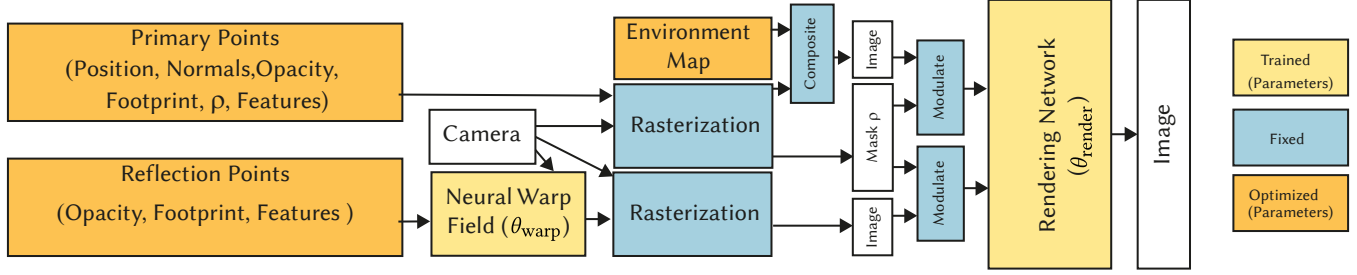 Primary Points
(Position, Normals,Opacity,
Footprint, ρ, Features)
Reflection Points
(Opacity, Footprint, Features )
Camera
Neural Warp
Field (θwarp)
Environment
Map
Rasterization
Rasterization
Composite
Image
Mask ρ
Image
Modulate
Modulate
Rendering Network
(θrender)
Image
Trained
(Parameters)
Fixed
Optimized
(Parameters)